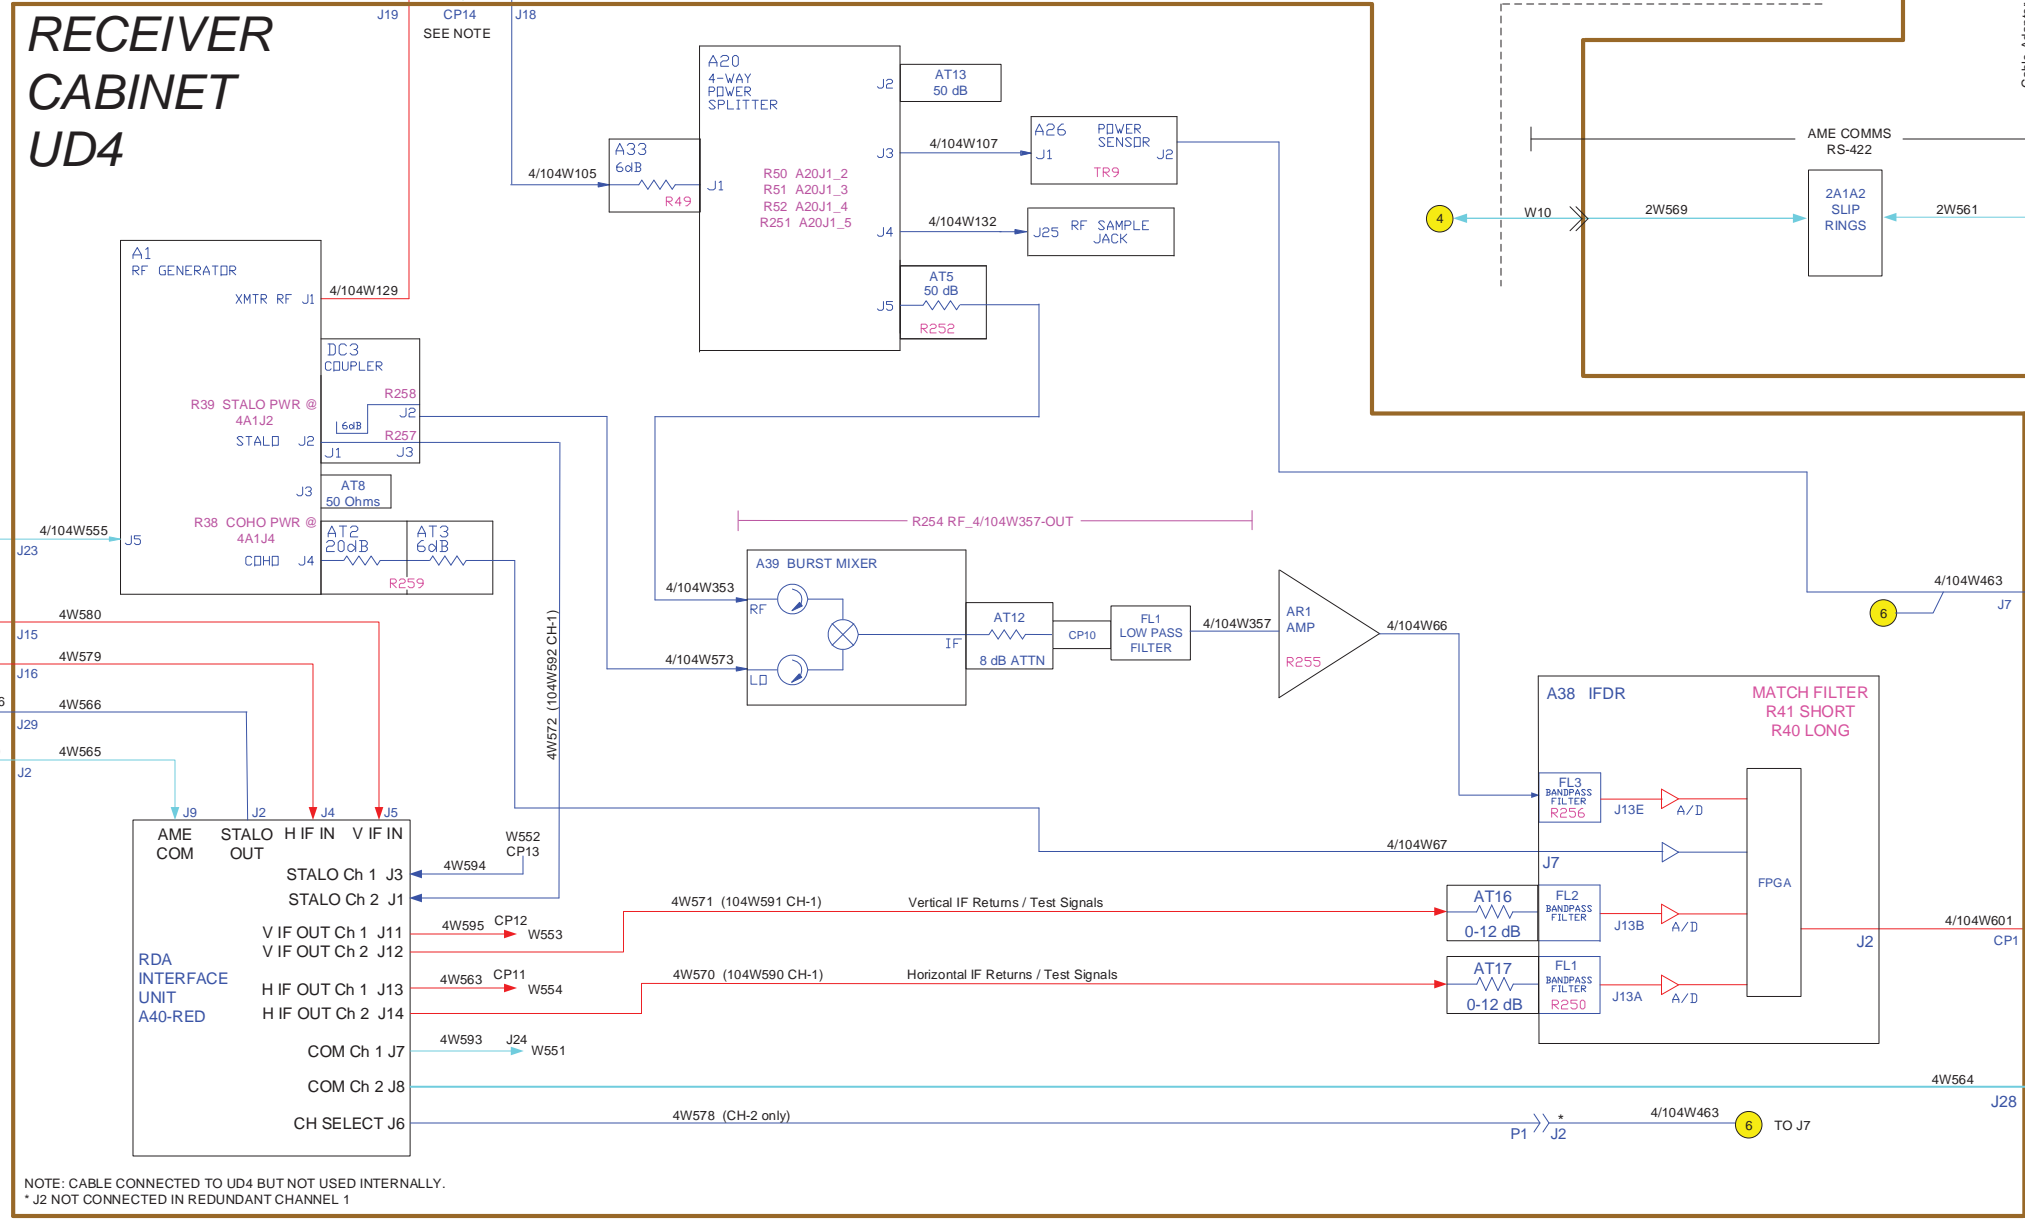 RECEIVER
CABINET
UD4
J19
CP14
SEE NOTE
J18
A20
4-WAY
POWER
SPLITTER
J2
AT13
50 dB
A33
6dB
R49
4/104W105
J1
R50 A20J1_2
R51 A20J1_3
R52 A20J1_4
R251 A20J1_5
J3
4/104W107
A26
POWER
SENSOR
J1
J2
TR9
J4
4/104W132
J25 RF SAMPLE
JACK
J5
AT5
50 dB
R252
AME COMMS
RS-422
4
W10
2W569
2A1A2
SLIP
RINGS
2W561
A1
RF GENERATOR
XMTR RF J1
4/104W129
DC3
COUPLER
R258
J2
6dB
R257
J1
J3
R39 STALO PWR @
4A1J2
STALO J2
J3
AT8
50 Ohms
R38 COHO PWR @
4A1J4
COHO J4
AT2
20dB
AT3
6dB
R259
4/104W555
J23
J5
4W580
J15
4W579
J16
6
4W566
J29
4W565
J2
4W572 (104W592 CH-1)
R254 RF_4/104W357-OUT
A39 BURST MIXER
4/104W353
RF
4/104W573
LO
IF
AT12
8 dB ATTN
CP10
FL1
LOW PASS
FILTER
4/104W357
AR1
AMP
R255
4/104W66
4/104W463
6
J7
A38 IFDR
MATCH FILTER
R41 SHORT
R40 LONG
FL3
BANDPASS
FILTER
R256
J13E
A/D
4/104W67
J7
FPGA
AT16
0-12 dB
FL2
BANDPASS
FILTER
J13B
A/D
AT17
0-12 dB
FL1
BANDPASS
FILTER
R250
J13A
A/D
J2
4/104W601
CP1
J9
J2
J4
J5
AME
COM
STALO
OUT
H IF IN
V IF IN
STALO Ch 1 J3
4W594
W552
CP13
STALO Ch 2 J1
V IF OUT Ch 1 J11
4W595
CP12
W553
V IF OUT Ch 2 J12
4W571 (104W591 CH-1)
Vertical IF Returns / Test Signals
RDA
INTERFACE
UNIT
A40-RED
H IF OUT Ch 1 J13
4W563
CP11
W554
H IF OUT Ch 2 J14
4W570 (104W590 CH-1)
Horizontal IF Returns / Test Signals
COM Ch 1 J7
4W593
J24
W551
COM Ch 2 J8
4W564
J28
CH SELECT J6
4W578 (CH-2 only)
P1
*
J2
4/104W463
6
TO J7
NOTE: CABLE CONNECTED TO UD4 BUT NOT USED INTERNALLY.
* J2 NOT CONNECTED IN REDUNDANT CHANNEL 1